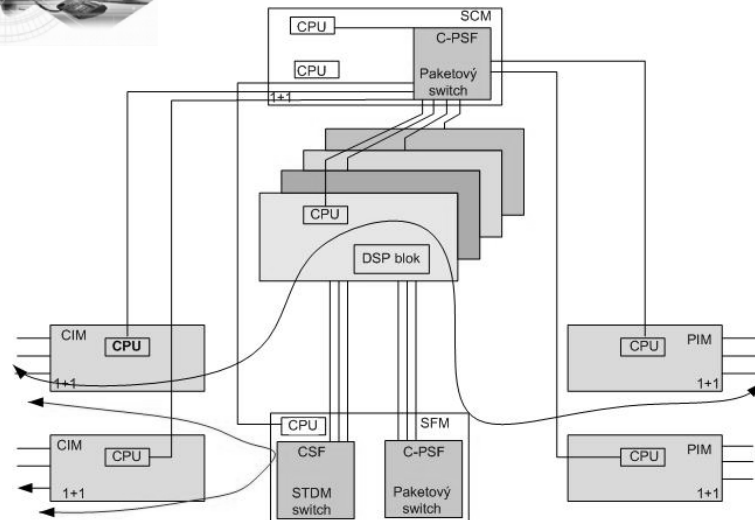 SCM
CPU
C-PSF
CPU
Paketový
switch
1+1
CPU
DSP blok
CIM
CPU
1+1
PIM
CPU
1+1
CPU
SFM
CIM
CPU
1+1
CSF
STDM
switch
C-PSF
Paketový
switch
PIM
CPU
1+1